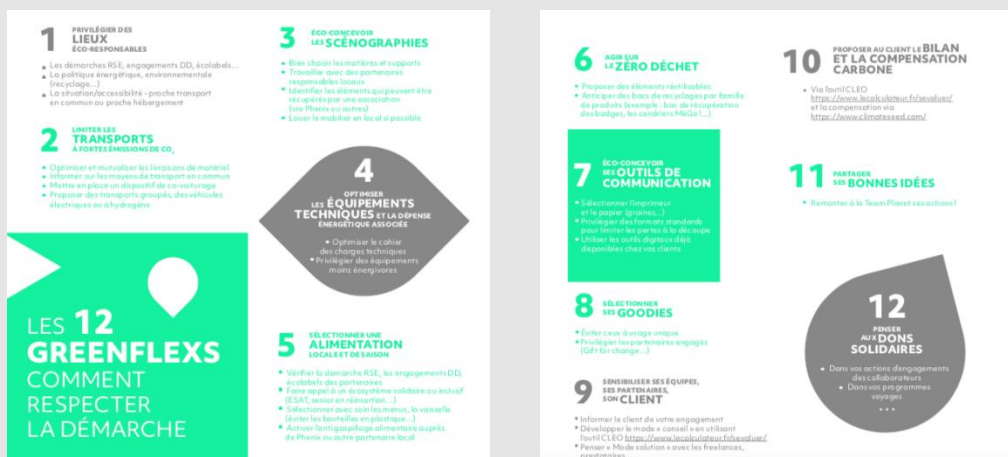 1 PRIVILÉGIER DES
LIEUX
ÉCO-RESPONSABLES
Les démarches RSE, engagements DD, écolabels...
La politique énergétique, environnementale
(recyclage...)
La situation/accessibilité - proche transport
en commun ou proche hébergement
2 LIMITER LES
TRANSPORTS
À FORTES ÉMISSIONS DE CO2
Optimiser et mutualiser les livraisons de matériel
Informer sur les moyens de transport en commun
Mettre en place un dispositif de co-voiturage
Proposer des transports groupés, des véhicules
électriques ou à hydrogène
LES 12
GREENFLEXS
COMMENT
RESPECTER
LA DÉMARCHE
3 ÉCO-CONCEVOIR
LES SCÉNOGRAPHIES
Bien choisir les matières et supports
Travailler avec des partenaires
responsables locaux
Identifier les éléments qui peuvent être
récupérés par une association
(via Phenix ou autres)
Louer le mobilier en local si possible
4
OPTIMISER
LES ÉQUIPEMENTS
TECHNIQUES ET LA DÉPENSE
ÉNERGÉTIQUE ASSOCIÉE
Optimiser le cahier
des charges techniques
Privilégier des équipements
moins énergivores
5 SÉLECTIONNER UNE
ALIMENTATION
LOCALE ET DE SAISON
Vérifier la démarche RSE, les engagements DD,
écolabels des partenaires
Faire appel à un écosystème solidaire ou inclusif
(ESAT, senior en réinsertion...)
Sélectionner avec soin les menus, la vaisselle
(éviter les bouteilles en plastique...)
Activer l'antigaspillage alimentaire auprès
de Phenix ou autre partenaire local
6 AGIR SUR
LE ZÉRO DÉCHET
Proposer des éléments réutilisables
Anticiper des bacs de recyclages par famille
de produits (exemple : bac de récupération
des badges, les cendriers MéGo !...)
7 ÉCO-CONCEVOIR
SES OUTILS DE
COMMUNICATION
Sélectionner l'imprimeur
et le papier (graines...)
Privilégier des formats standards
pour limiter les pertes à la découpe
Utiliser les outils digitaux déjà
disponibles chez vos clients
8 SÉLECTIONNER
SES GOODIES
Éviter ceux à usage unique
Privilégier les partenaires engagés
(Gift for change...)
9 SENSIBILISER SES ÉQUIPES,
SES PARTENAIRES,
SON CLIENT
Informer le client de votre engagement
Développer le mode « conseil » en utilisant
l'outil CLEO https://www.lecalculateur.fr/sevaluer/
Penser « Mode solution » avec les freelances,
prestataires
10 PROPOSER AU CLIENT LE BILAN
ET LA COMPENSATION
CARBONE
Via l'outil CLEO
https://www.lecalculateur.fr/sevaluer/
et la compensation via
https://www.climateseed.com/
11 PARTAGER
SES BONNES IDÉES
Remonter à la Team Planet ses actions !
12
PENSER
AUX DONS
SOLIDAIRES
Dans vos actions d'engagements
des collaborateurs
Dans vos programmes
voyages
...